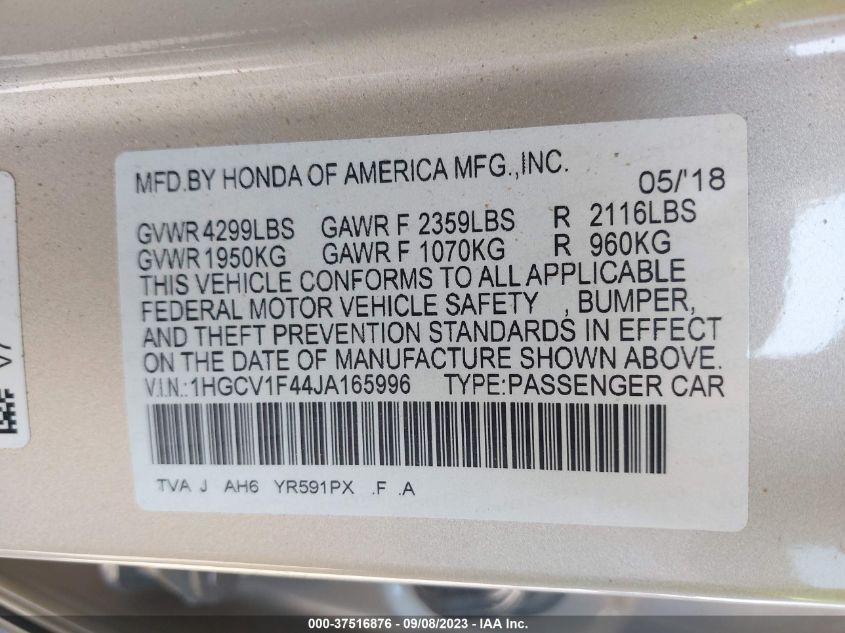 MFD.BY HONDA OF AMERICA MFG.,INC. 05/'18
GVWR 4299LBS GAWR F 2359LBS R 2116LBS
GVWR 1950KG GAWR F 1070KG R 960KG
THIS VEHICLE CONFORMS TO ALL APPLICABLE
FEDERAL MOTOR VEHICLE SAFETY , BUMPER,
AND THEFT PREVENTION STANDARDS IN EFFECT
ON THE DATE OF MANUFACTURE SHOWN ABOVE.
V.I.N.:1HGCV1F44JA165996 TYPE:PASSENGER CAR
TVA J AH6 YR591PX .F .A
V7
000-37516876 | 09/08/2023 | IAA Inc.